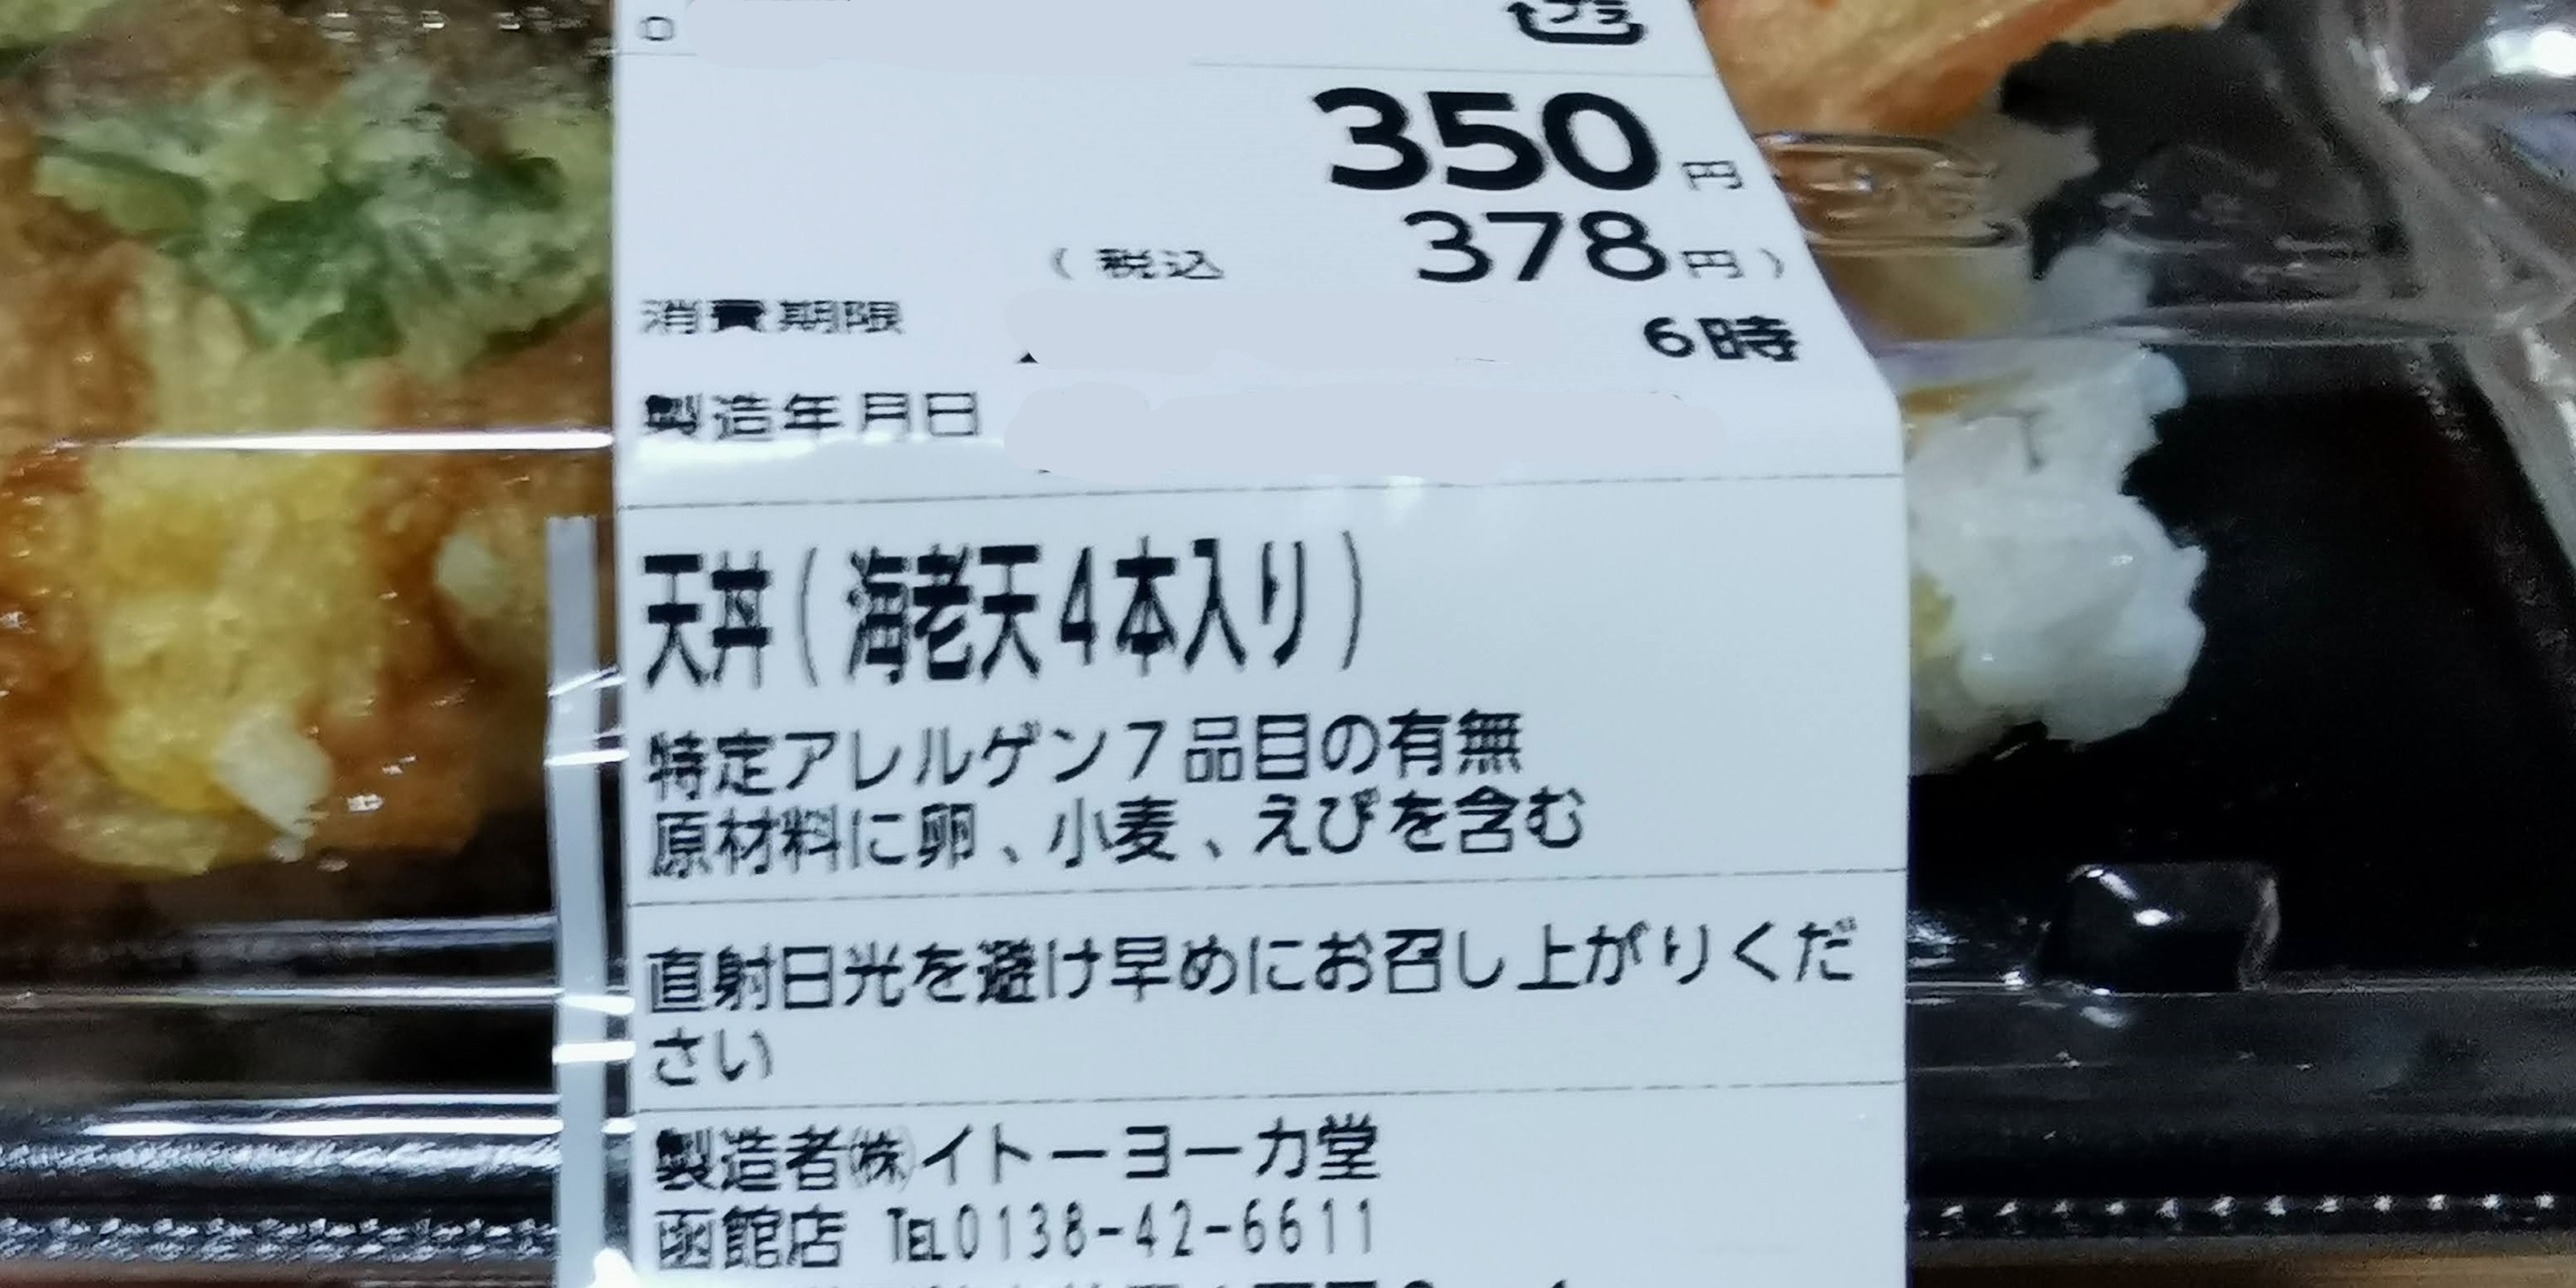 プラ
350円
(税込 378円)
消費期限 6時
製造年月日
天丼(海老天4本入り)
特定アレルゲン7品目の有無
原材料に卵、小麦、えびを含む
直射日光を避け早めにお召し上がりくだ
さい
製造者㈱イトーヨーカ堂
函館店 ℡0138-42-6611